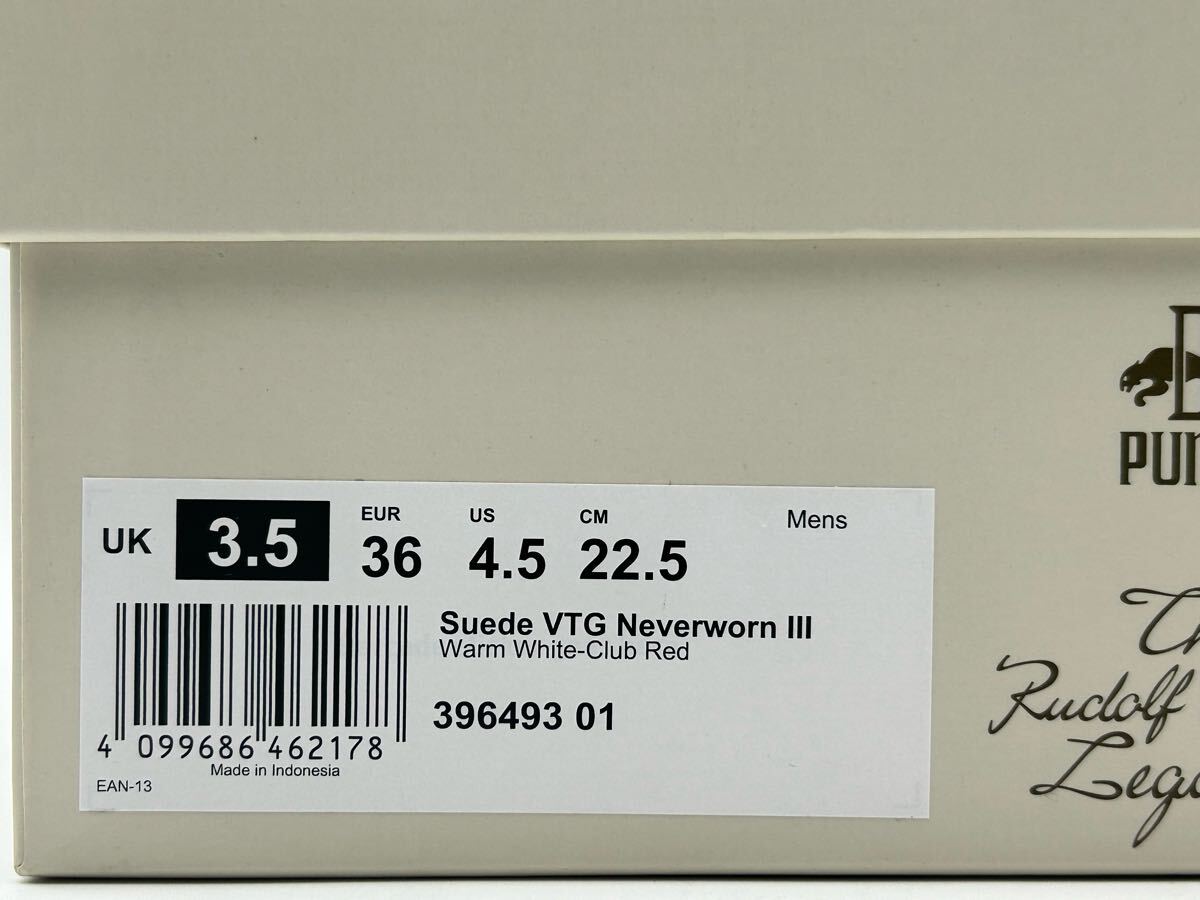 UK 3.5 EUR 36 US 4.5 CM 22.5 Mens
Suede VTG Neverworn III
Warm White-Club Red
396493 01
4 099686 462178
Made in Indonesia
EAN-13
Rudolf